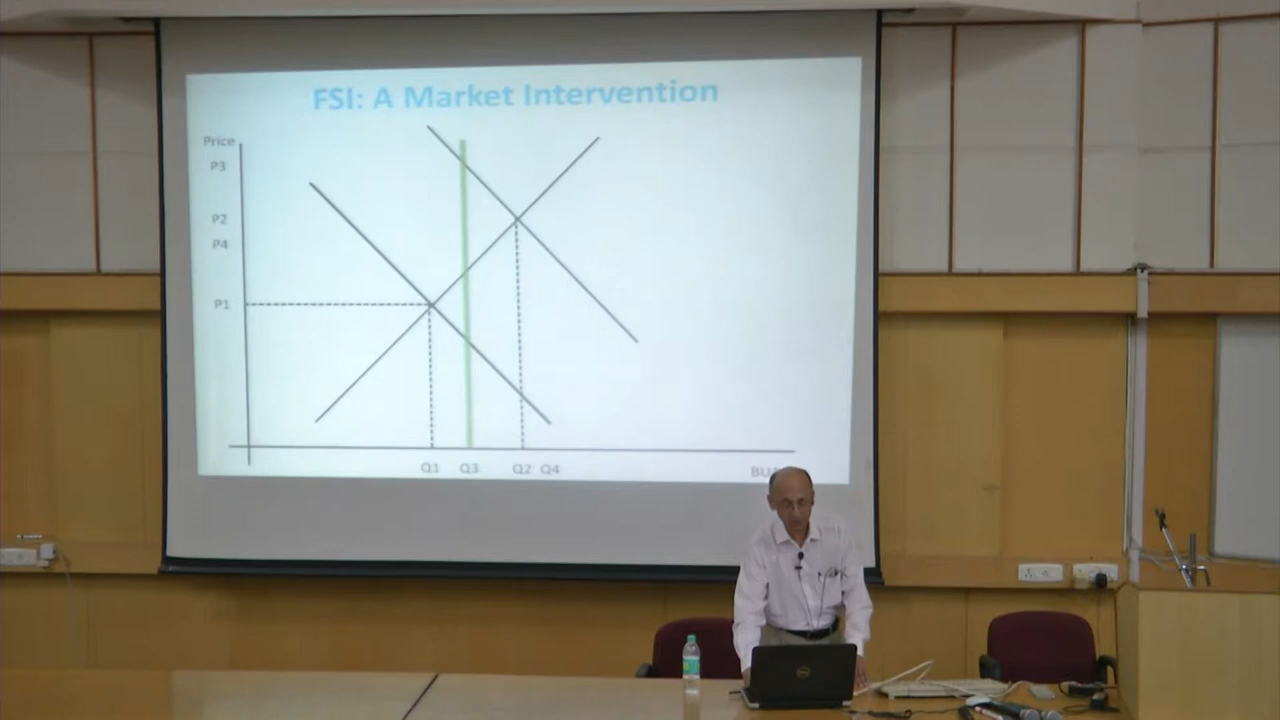 FSI: A Market Intervention
Price
P3
P2
P4
P1
Q1 Q3 Q2 Q4